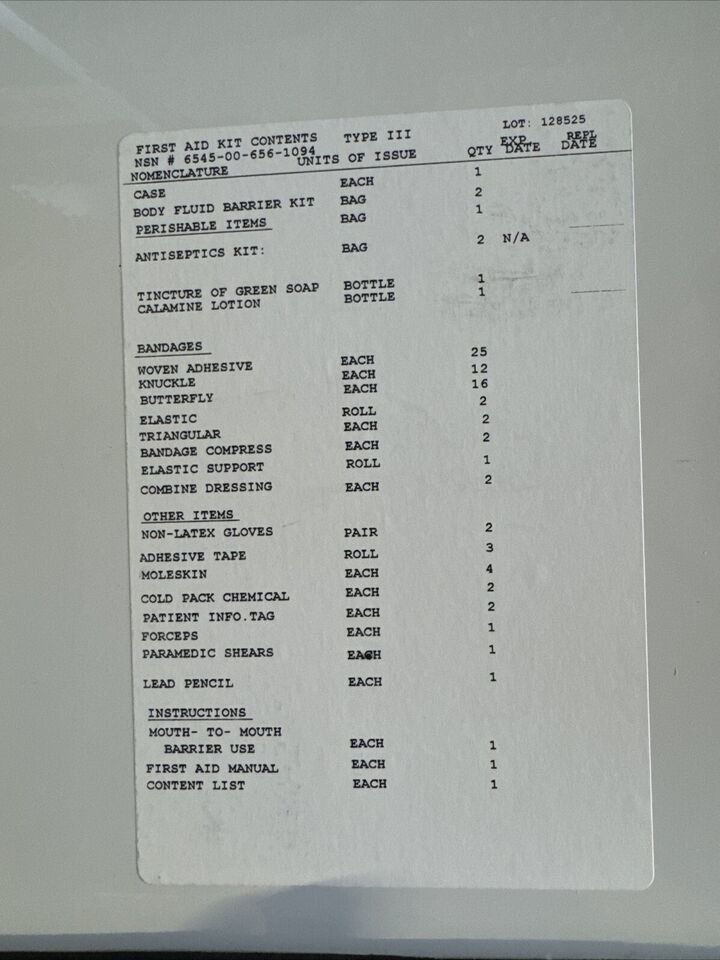 LOT: 128525
FIRST AID KIT CONTENTS TYPE III
NSN # 6545-00-656-1094
NOMENCLATURE UNITS OF ISSUE QTY EXP DATE REPL DATE
CASE EACH 1
BODY FLUID BARRIER KIT BAG 2
PERISHABLE ITEMS BAG 1
ANTISEPTICS KIT: BAG 2 N/A
TINCTURE OF GREEN SOAP BOTTLE 1
CALAMINE LOTION BOTTLE 1
BANDAGES
WOVEN ADHESIVE EACH 25
KNUCKLE EACH 12
BUTTERFLY EACH 16
ELASTIC ROLL 2
TRIANGULAR EACH 2
BANDAGE COMPRESS EACH 2
ELASTIC SUPPORT ROLL 1
COMBINE DRESSING EACH 2
OTHER ITEMS
NON-LATEX GLOVES PAIR 2
ADHESIVE TAPE ROLL 3
MOLESKIN EACH 4
COLD PACK CHEMICAL EACH 2
PATIENT INFO.TAG EACH 2
FORCEPS EACH 1
PARAMEDIC SHEARS EACH 1
LEAD PENCIL EACH 1
INSTRUCTIONS
MOUTH- TO- MOUTH
BARRIER USE EACH 1
FIRST AID MANUAL EACH 1
CONTENT LIST EACH 1